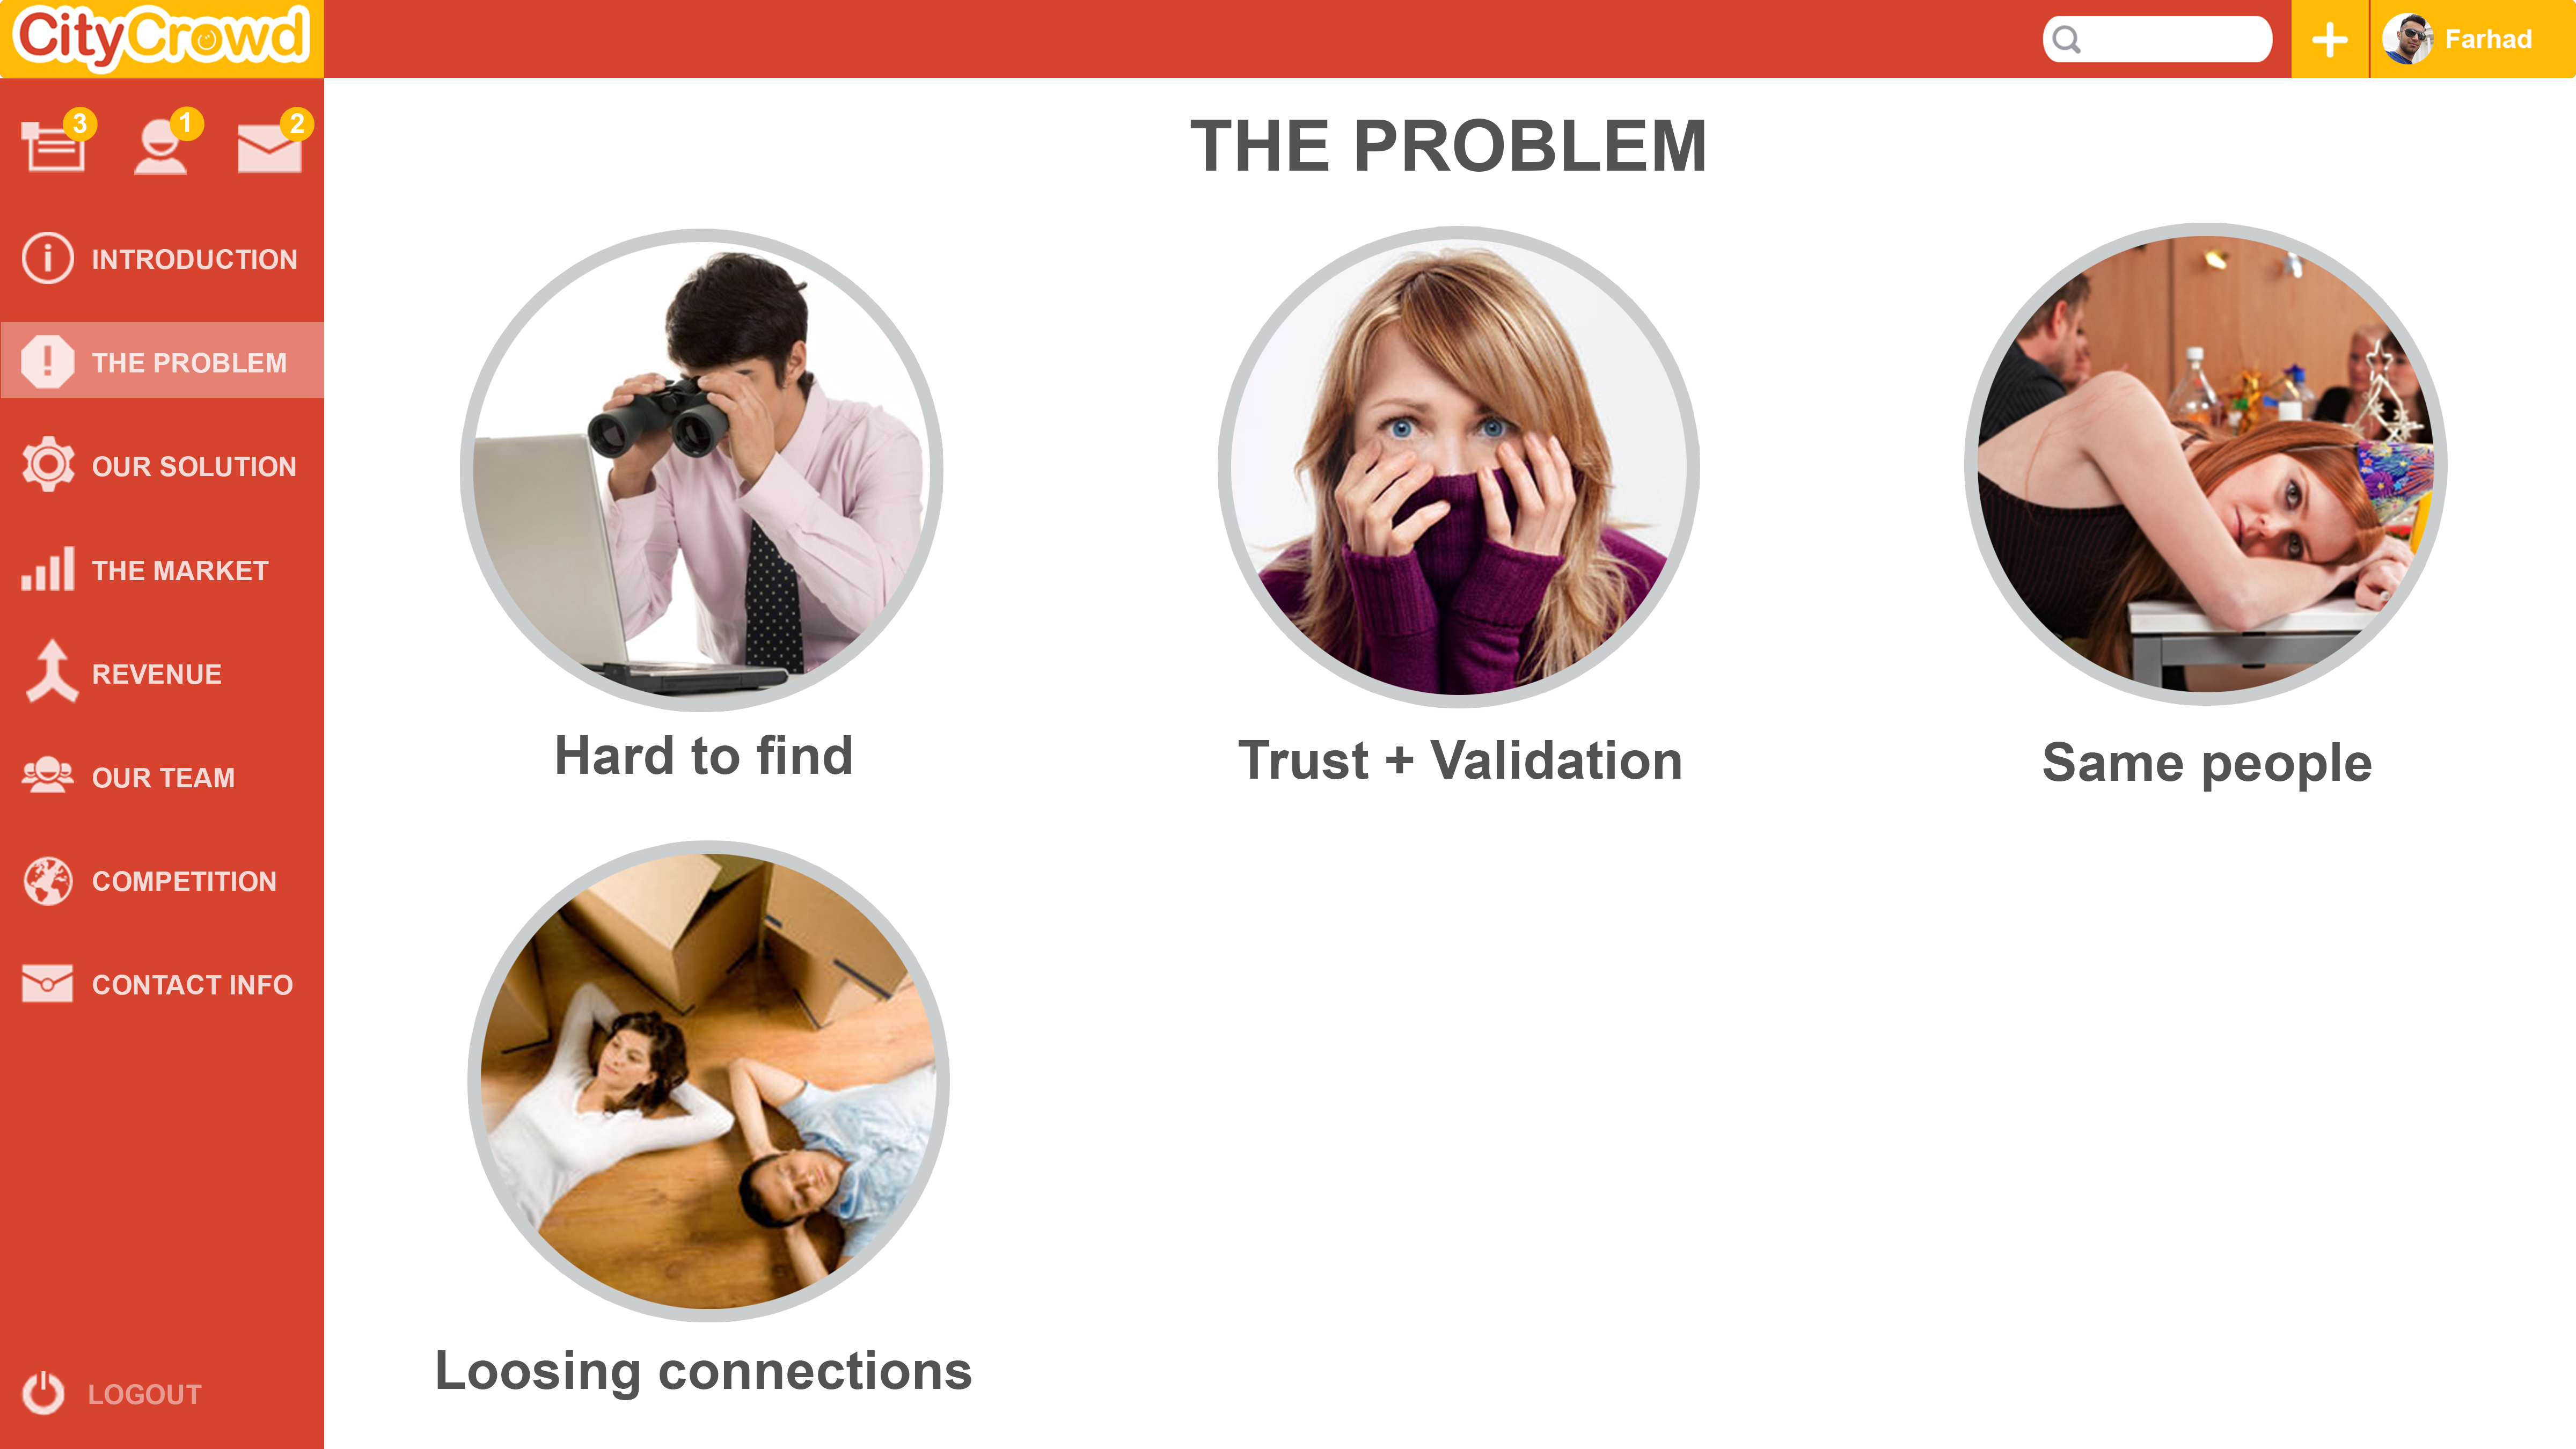 CityCrowd
Farhad
3
1
2
INTRODUCTION
THE PROBLEM
OUR SOLUTION
THE MARKET
REVENUE
OUR TEAM
COMPETITION
CONTACT INFO
LOGOUT
THE PROBLEM
Hard to find
Trust + Validation
Same people
Loosing connections